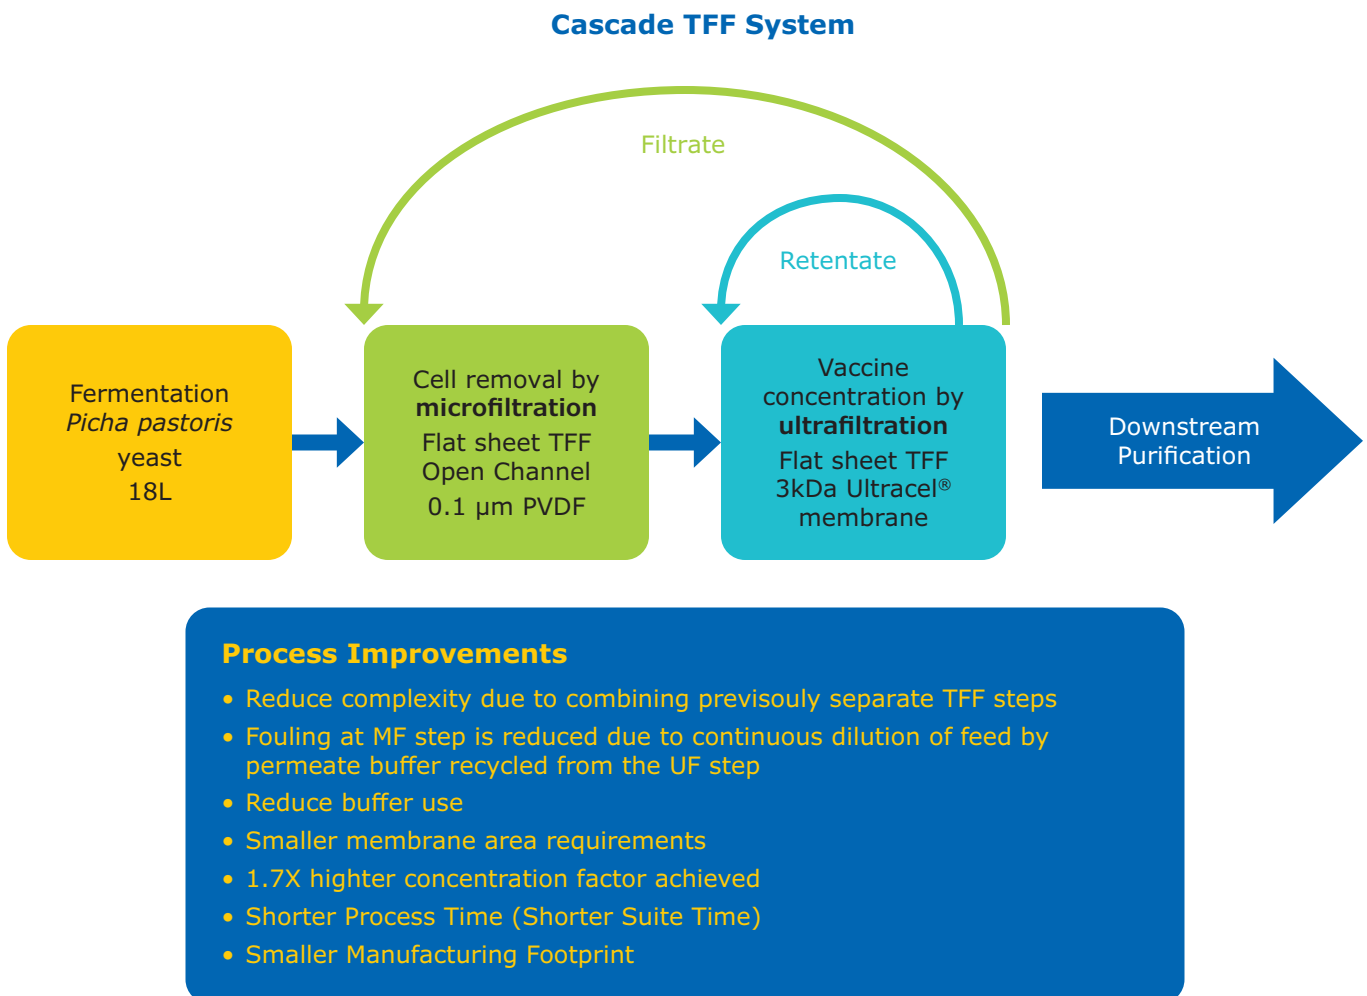 Cascade TFF System
Filtrate
Retentate
Fermentation
Picha pastoris
yeast
18L
Cell removal by
microfiltration
Flat sheet TFF
Open Channel
0.1 µm PVDF
Vaccine
concentration by
ultrafiltration
Flat sheet TFF
3kDa Ultracel®
membrane
Downstream
Purification
Process Improvements
• Reduce complexity due to combining previsouly separate TFF steps
• Fouling at MF step is reduced due to continuous dilution of feed by
permeate buffer recycled from the UF step
• Reduce buffer use
• Smaller membrane area requirements
• 1.7X highter concentration factor achieved
• Shorter Process Time (Shorter Suite Time)
• Smaller Manufacturing Footprint